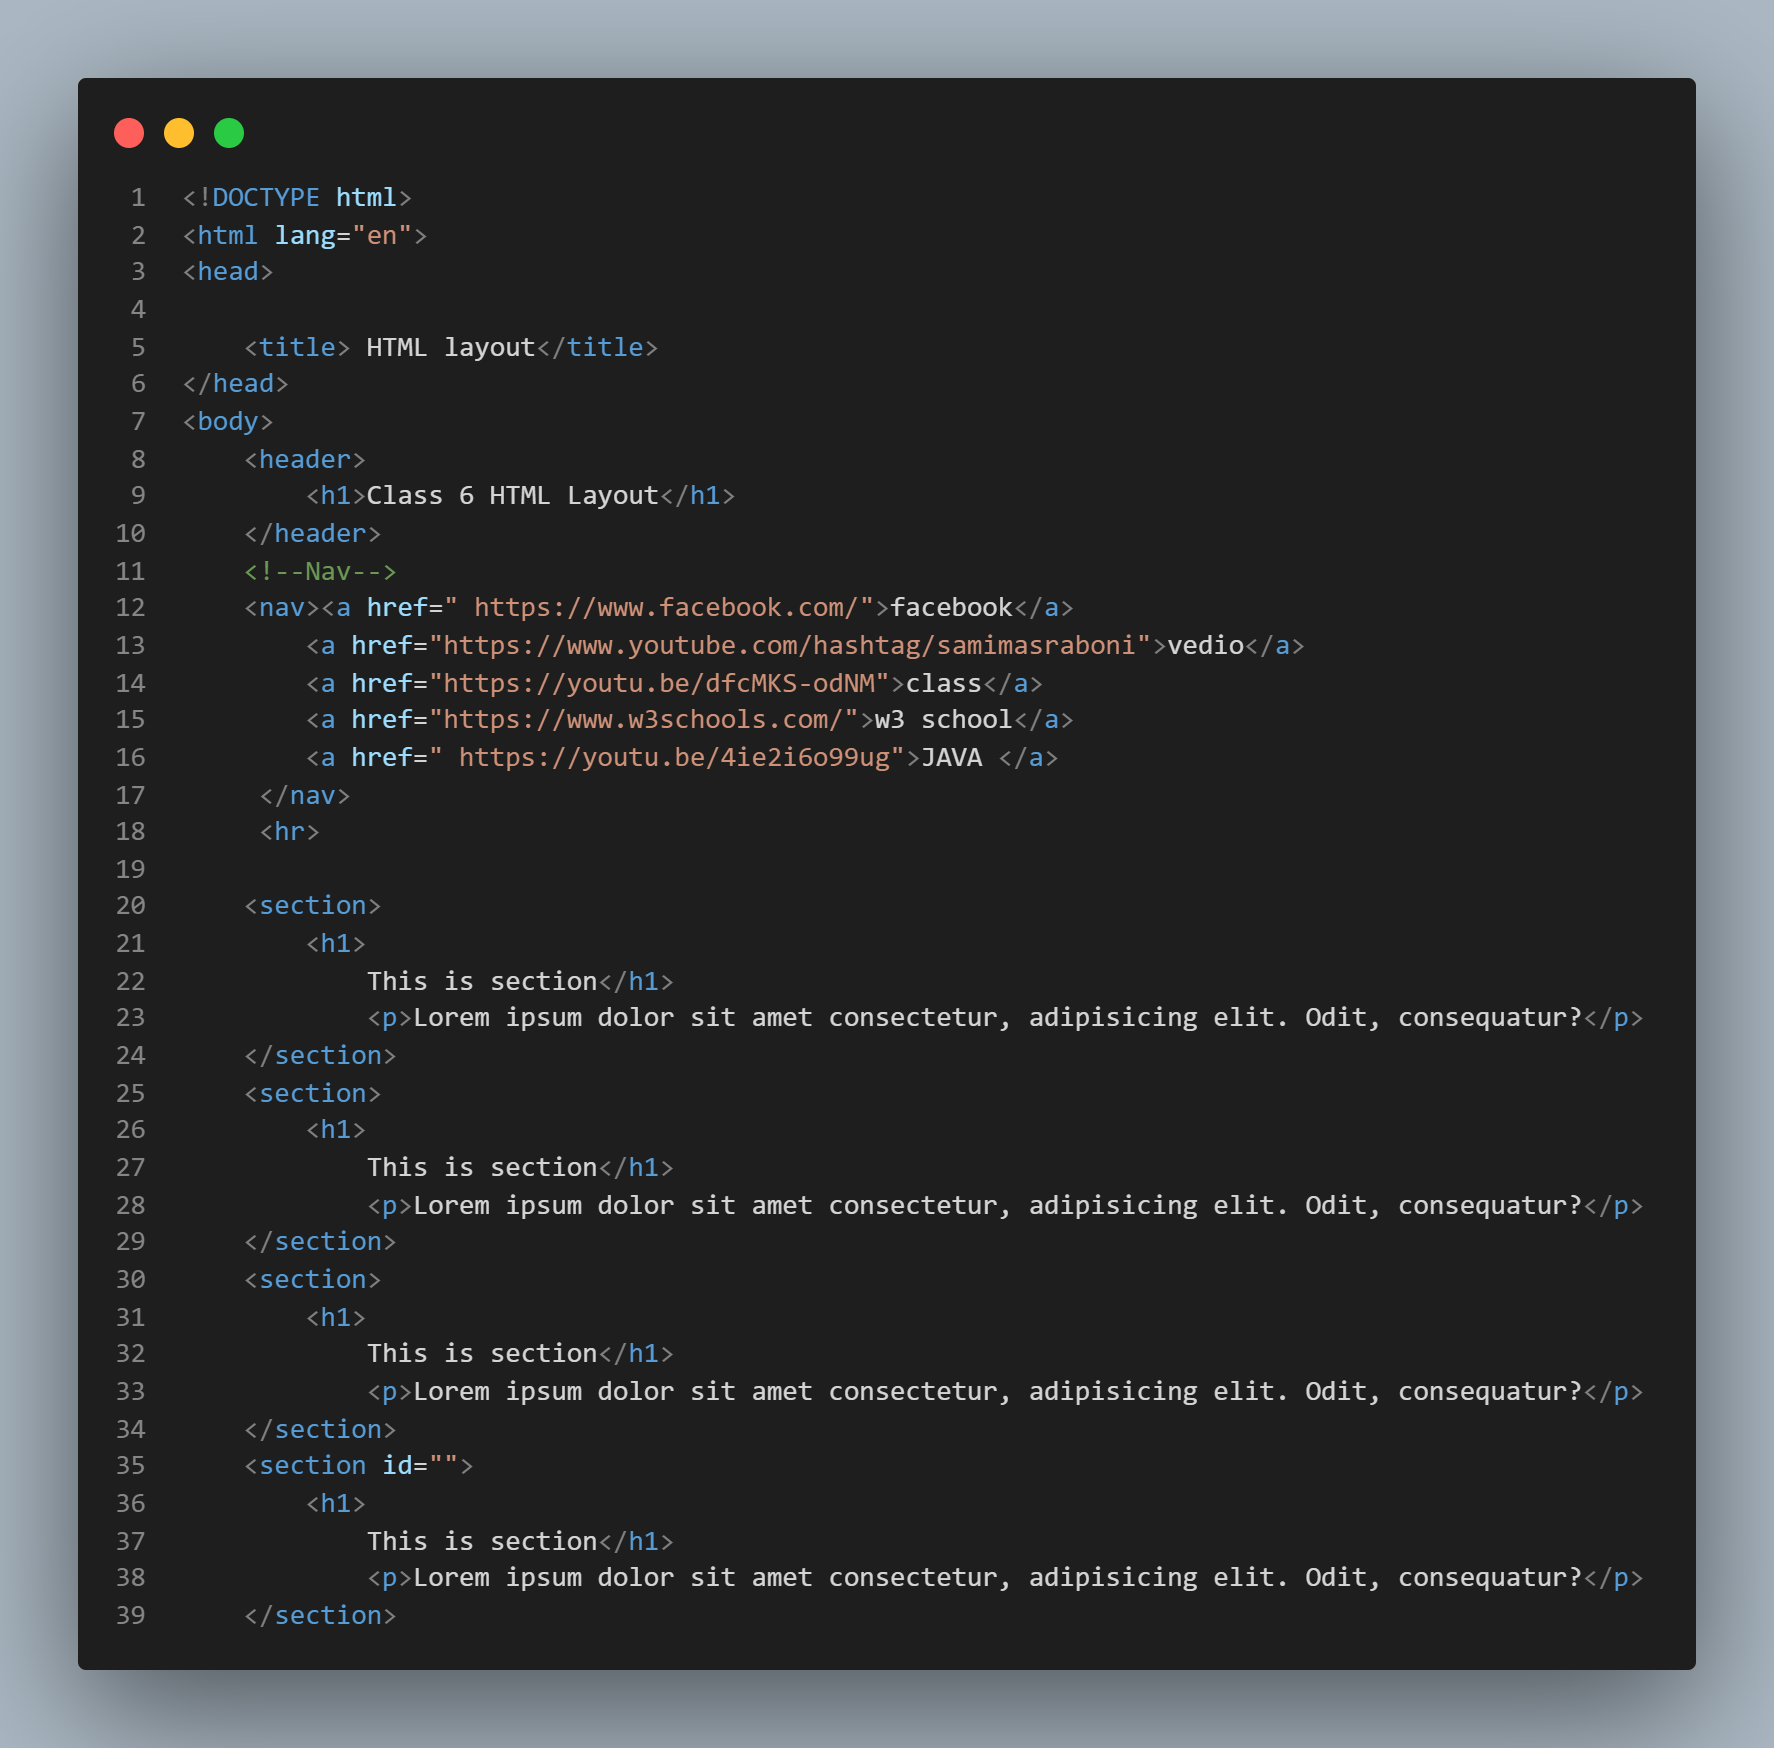 1 <!DOCTYPE html>
2 <html lang="en">
3 <head>
4
5     <title> HTML layout</title>
6 </head>
7 <body>
8     <header>
9         <h1>Class 6 HTML Layout</h1>
10     </header>
11     <!--Nav-->
12     <nav><a href=" https://www.facebook.com/">facebook</a>
13         <a href="https://www.youtube.com/hashtag/samimasraboni">vedio</a>
14         <a href="https://youtu.be/dfcMKS-odNM">class</a>
15         <a href="https://www.w3schools.com/">w3 school</a>
16         <a href=" https://youtu.be/4ie2i6o99ug">JAVA </a>
17      </nav>
18      <hr>
19
20     <section>
21         <h1>
22             This is section</h1>
23             <p>Lorem ipsum dolor sit amet consectetur, adipisicing elit. Odit, consequatur?</p>
24     </section>
25     <section>
26         <h1>
27             This is section</h1>
28             <p>Lorem ipsum dolor sit amet consectetur, adipisicing elit. Odit, consequatur?</p>
29     </section>
30     <section>
31         <h1>
32             This is section</h1>
33             <p>Lorem ipsum dolor sit amet consectetur, adipisicing elit. Odit, consequatur?</p>
34     </section>
35     <section id="">
36         <h1>
37             This is section</h1>
38             <p>Lorem ipsum dolor sit amet consectetur, adipisicing elit. Odit, consequatur?</p>
39     </section>